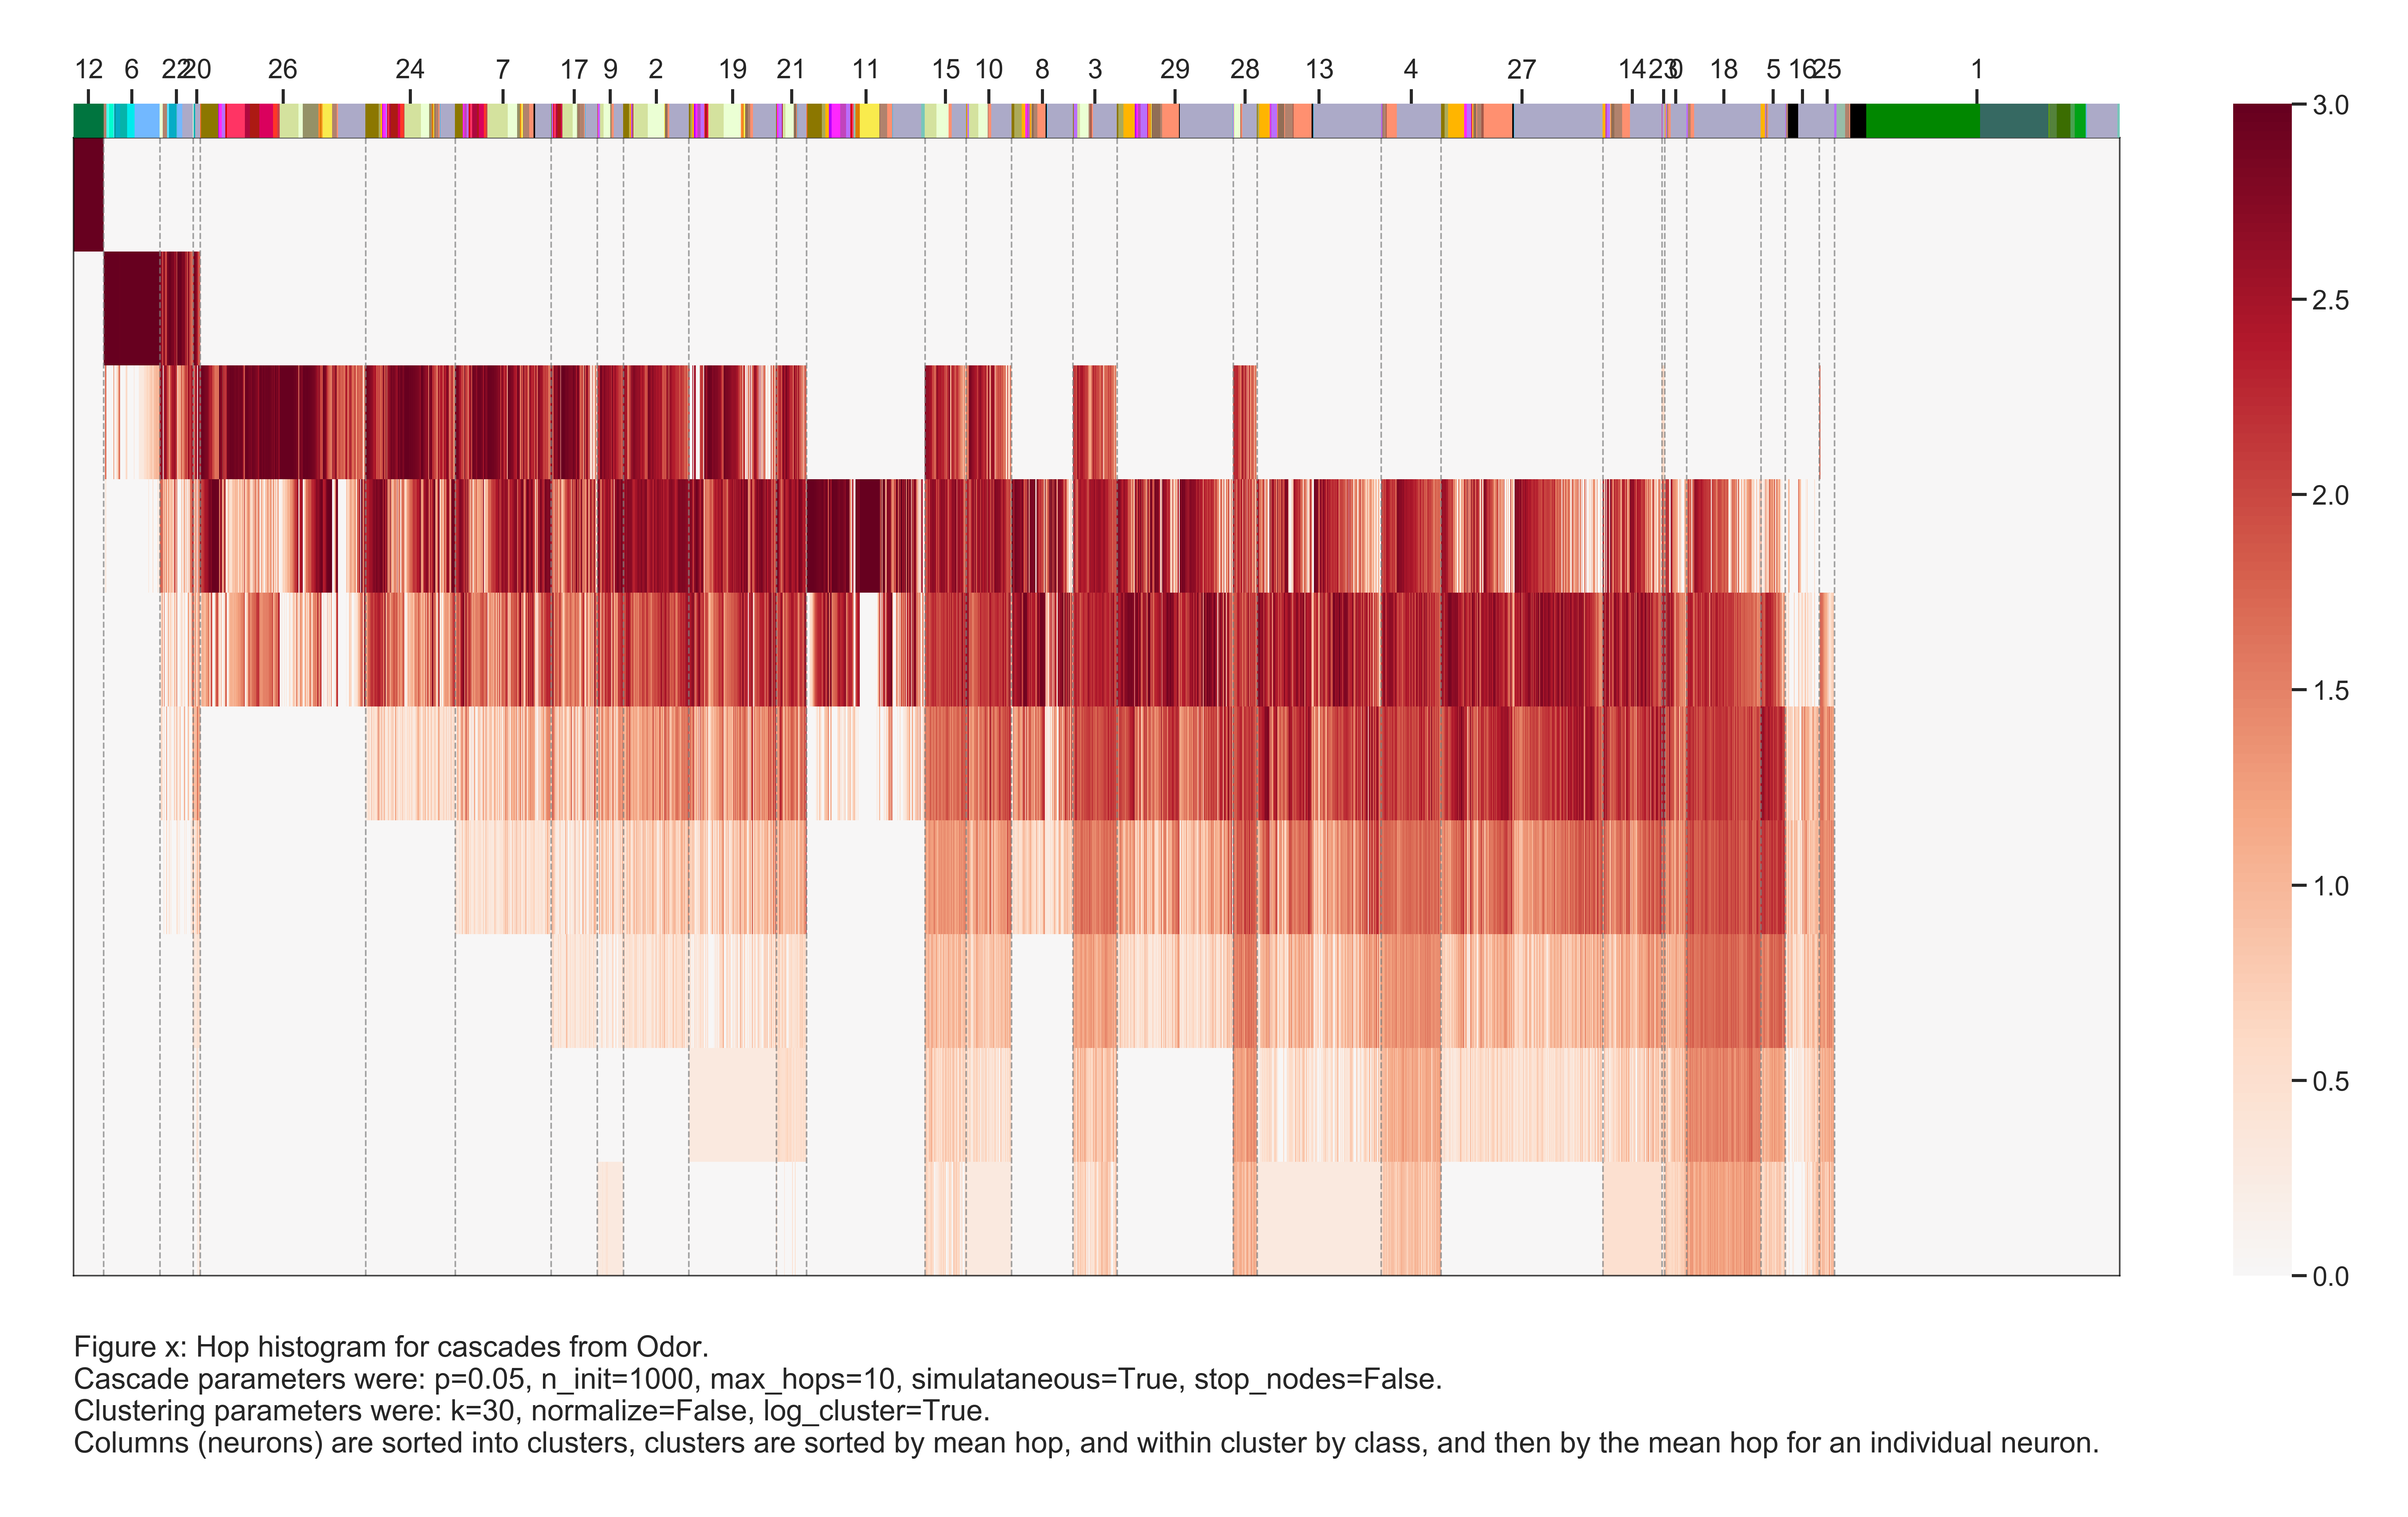 12 6 22 20 26 24 7 17 9 2 19 21 11 15 10 8 3 29 28 13 4 27 14 23 0 18 5 16 25 1
3.0
2.5
2.0
1.5
1.0
0.5
0.0
Figure x: Hop histogram for cascades from Odor.
Cascade parameters were: p=0.05, n_init=1000, max_hops=10, simulataneous=True, stop_nodes=False.
Clustering parameters were: k=30, normalize=False, log_cluster=True.
Columns (neurons) are sorted into clusters, clusters are sorted by mean hop, and within cluster by class, and then by the mean hop for an individual neuron.